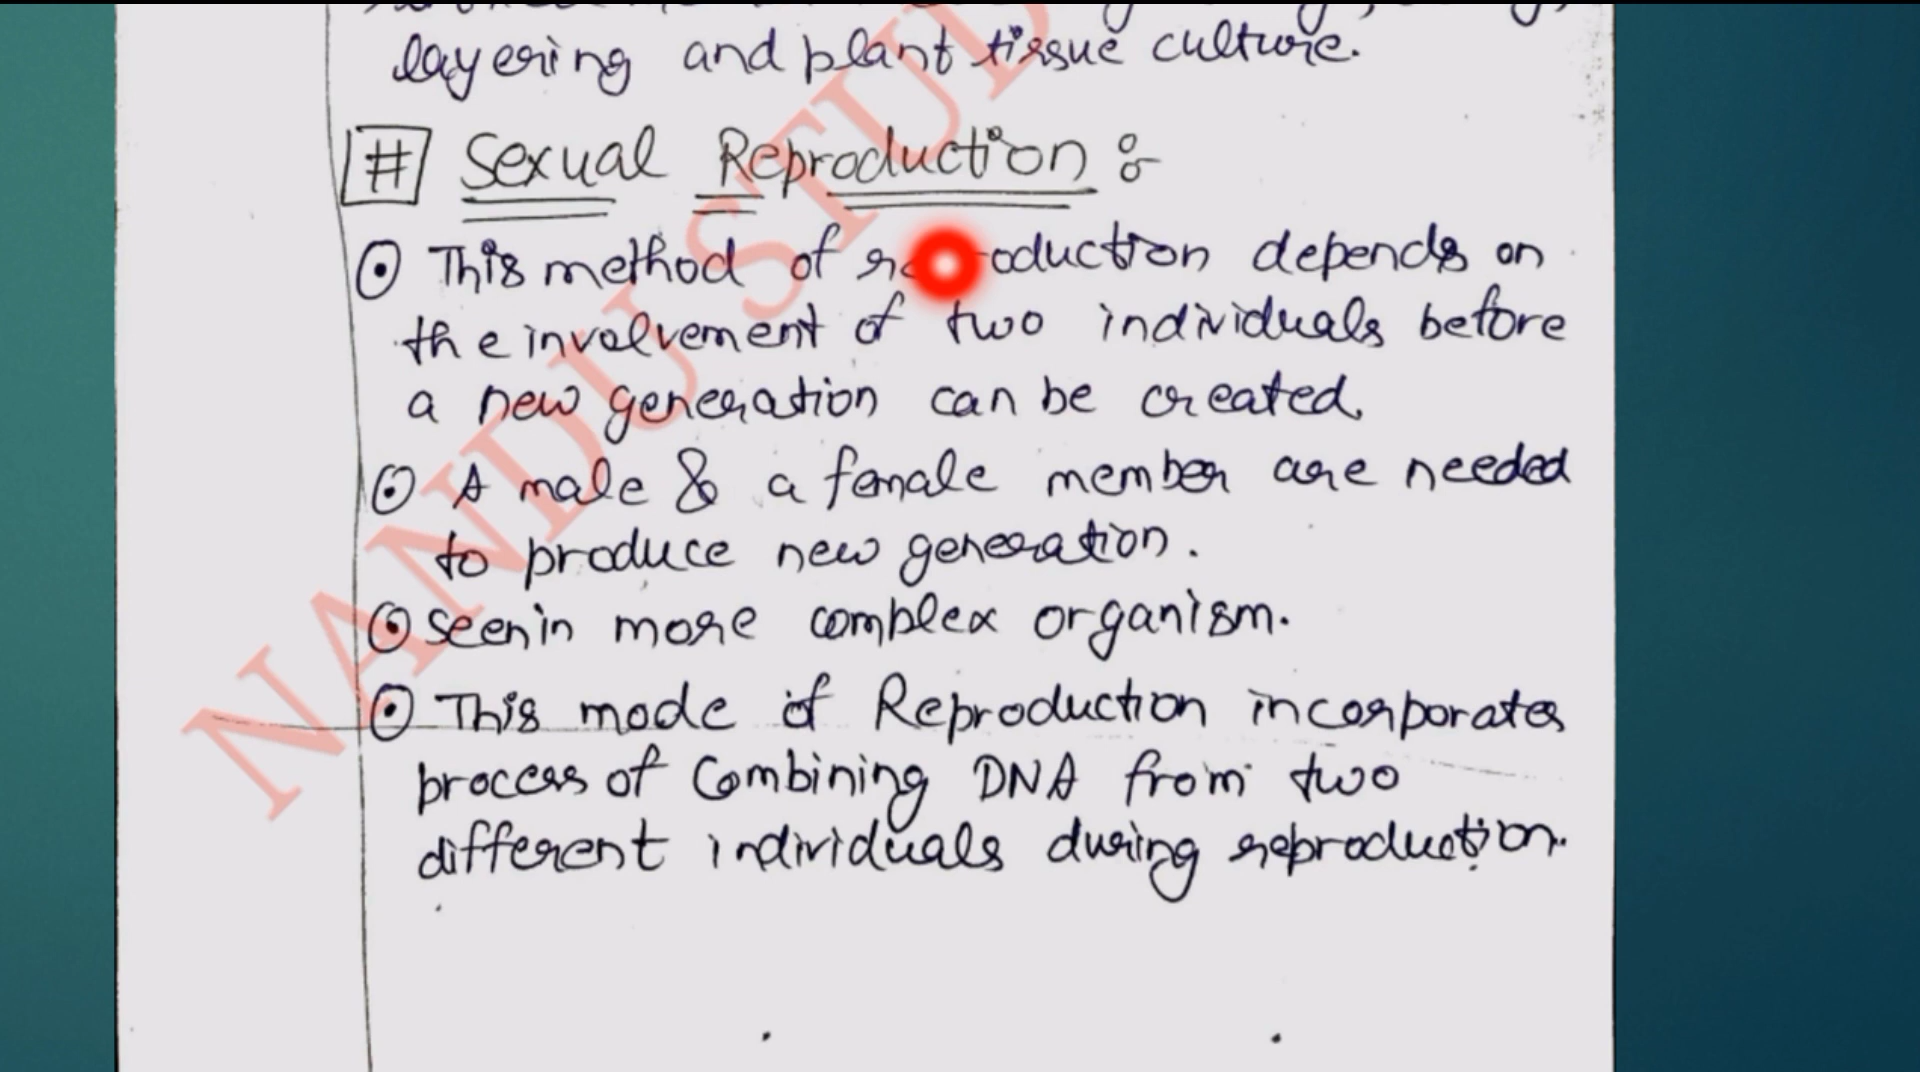 layering and plant tissue culture.
# Sexual Reproduction :-
This method of reproduction depends on
the involvement of two individuals before
a new generation can be created.
A male & a female member are needed
to produce new generation.
seen in more complex organism.
This mode of Reproduction incorporates
process of Combining DNA from two
different individuals during reproduction.
NANDU STUD